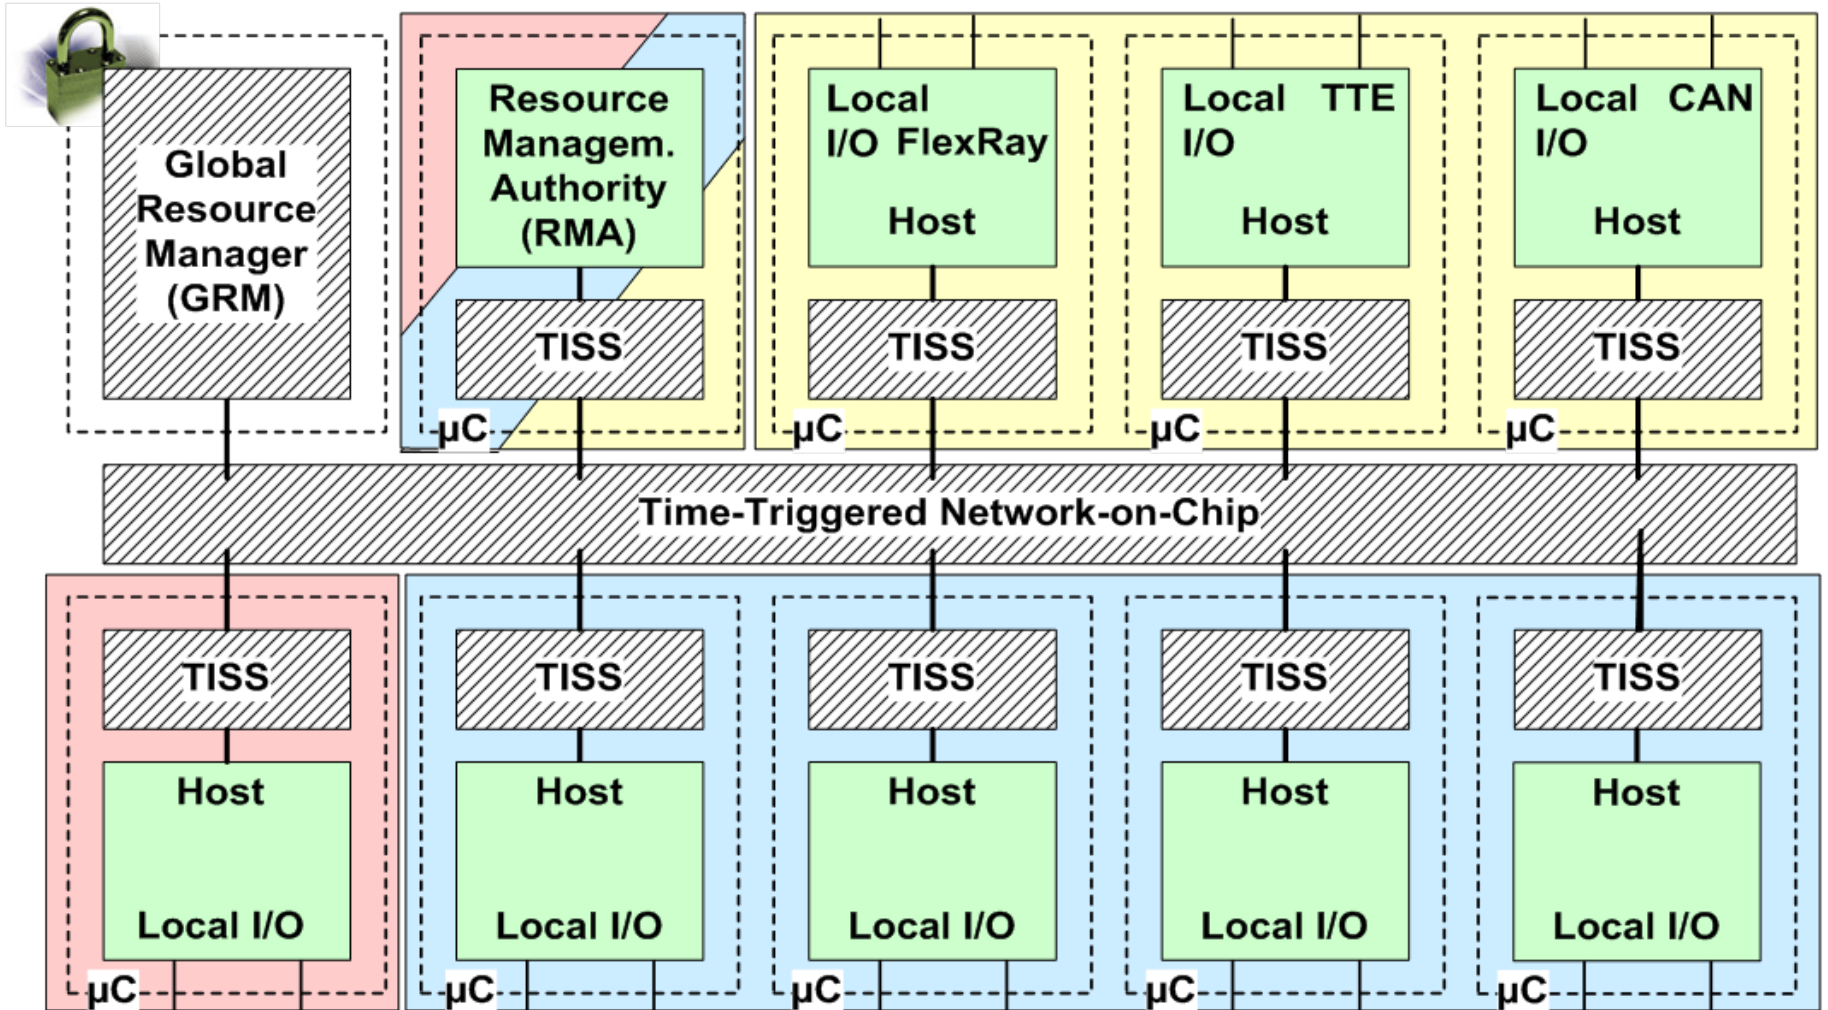 Global
Resource
Manager
(GRM)
Resource
Managem.
Authority
(RMA)
TISS
µC
Local
I/O FlexRay
Host
TISS
µC
Local TTE
I/O
Host
TISS
µC
Local CAN
I/O
Host
TISS
µC
Time-Triggered Network-on-Chip
TISS
Host
Local I/O
µC
TISS
Host
Local I/O
µC
TISS
Host
Local I/O
µC
TISS
Host
Local I/O
µC
TISS
Host
Local I/O
µC